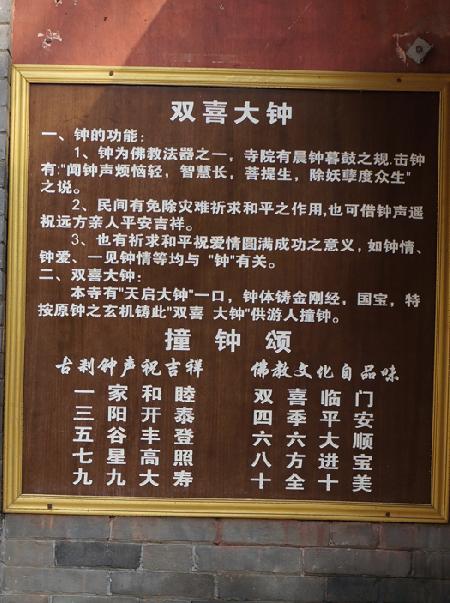 双喜大钟
一、钟的功能：
1、钟为佛教法器之一，寺院有晨钟暮鼓之规.击钟
有:"闻钟声烦恼轻，智慧长，菩提生，除妖孽度众生"
之说。
2、民间有免除灾难祈求和平之作用,也可借钟声遥
祝远方亲人平安吉祥。
3、也有祈求和平祝爱情圆满成功之意义，如钟情、
钟爱、一见钟情等均与 "钟"有关。
二、双喜大钟：
本寺有"天启大钟"一口，钟体铸金刚经，国宝，特
按原钟之玄机铸此"双喜 大钟"供游人撞钟。
撞钟颂
古刹钟声祝吉祥 佛教文化自品味
一家和睦 双喜临门
三阳开泰 四季平安
五谷丰登 六六大顺
七星高照 八方进宝
九九大寿 十全十美